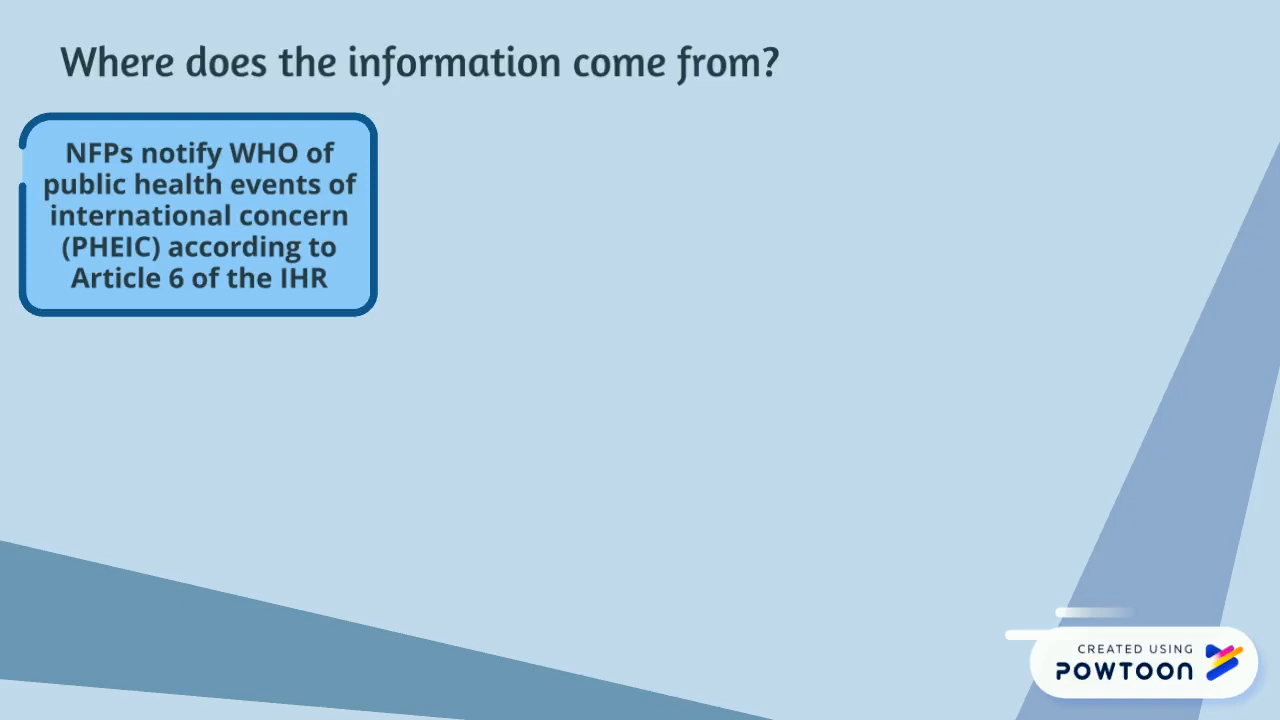 Where does the information come from?
NFPs notify WHO of
public health events of
international concern
(PHEIC) according to
Article 6 of the IHR
CREATED USING
POWTOON